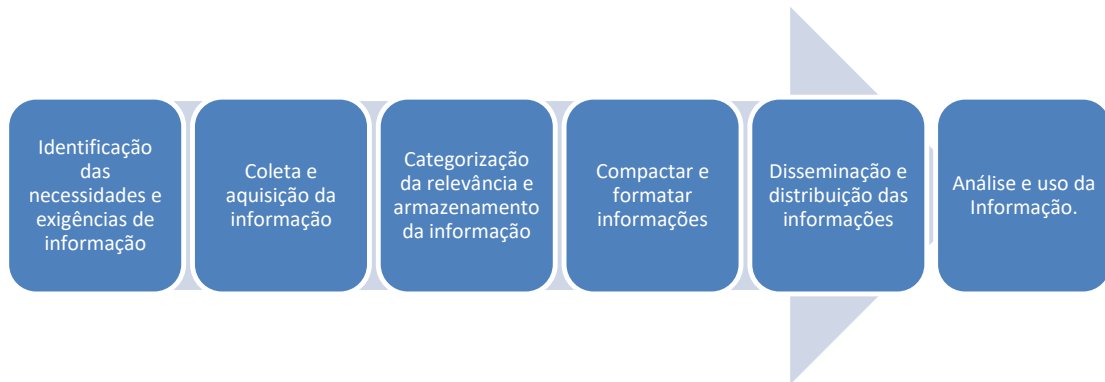 Identificação
das
necessidades e
exigências de
informação
Coleta e
aquisição da
informação
Categorização
da relevância e
armazenamento
da informação
Compactar e
formatar
informações
Disseminação e
distribuição das
informações
Análise e uso da
Informação.